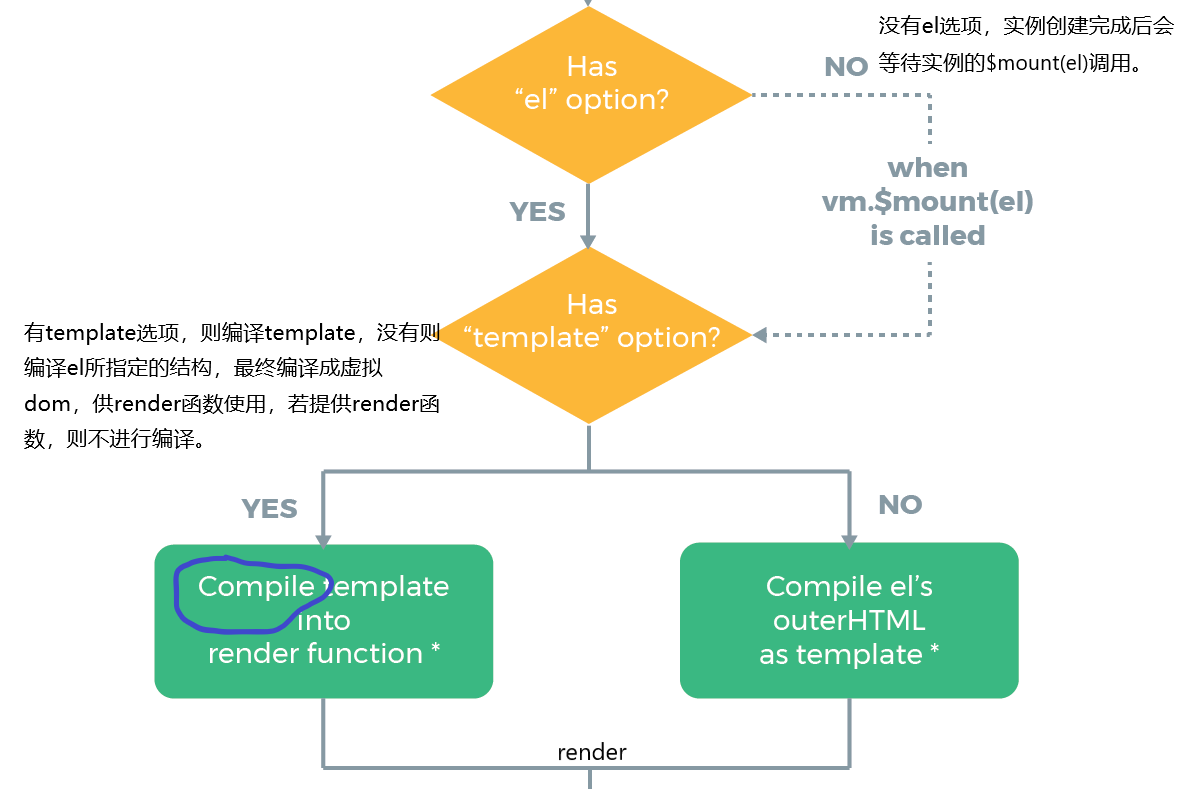 没有el选项，实例创建完成后会
等待实例的$mount(el)调用。
Has
“el” option?
NO
when
vm.$mount(el)
is called
YES
Has
“template” option?
有template选项，则编译template，没有则
编译el所指定的结构，最终编译成虚拟
dom，供render函数使用，若提供render函
数，则不进行编译。
YES
NO
Compile template
into
render function *
Compile el’s
outerHTML
as template *
render